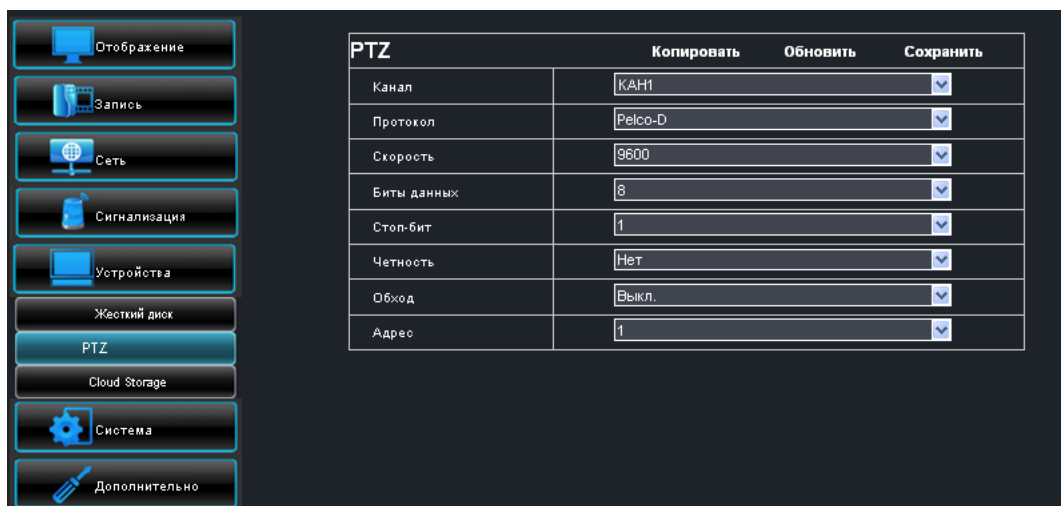 Отображение
Запись
Сеть
Сигнализация
Устройства
Жесткий диск
PTZ
Cloud Storage
Система
Дополнительно
PTZ Копировать Обновить Сохранить
Канал КАН1
Протокол Pelco-D
Скорость 9600
Биты данных 8
Стоп-бит 1
Четность Нет
Обход Выкл.
Адрес 1